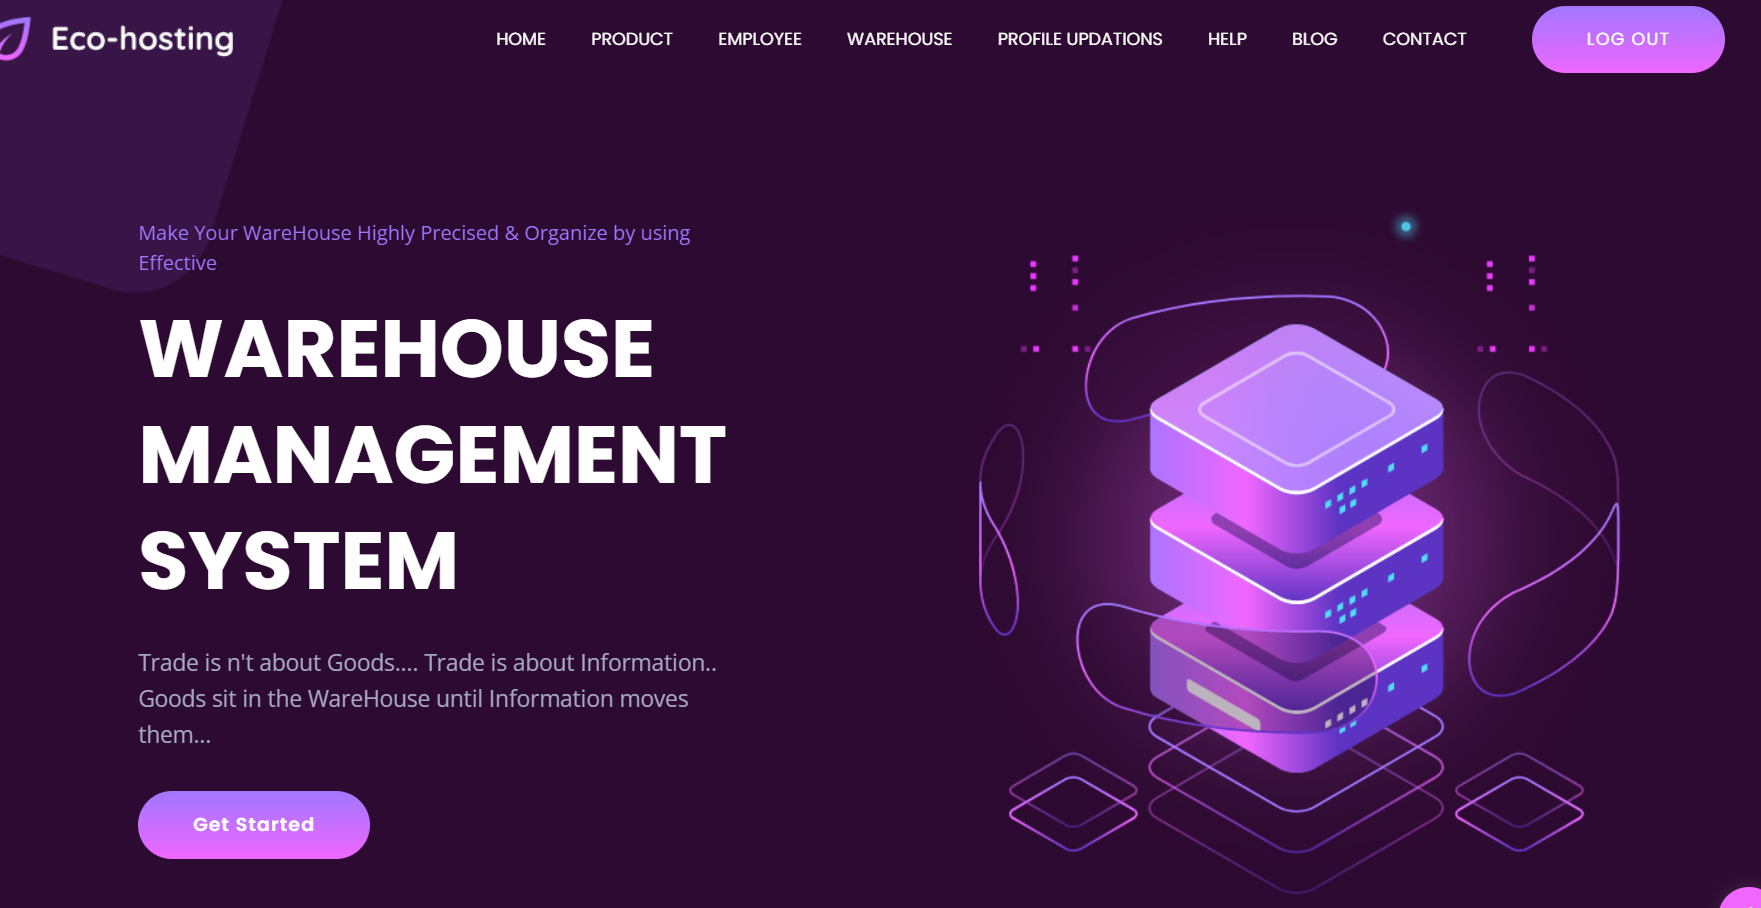 Eco-hosting
HOME PRODUCT EMPLOYEE WAREHOUSE PROFILE UPDATIONS HELP BLOG CONTACT LOG OUT
Make Your WareHouse Highly Precised & Organize by using
Effective
WAREHOUSE
MANAGEMENT
SYSTEM
Trade is n't about Goods.... Trade is about Information..
Goods sit in the WareHouse until Information moves
them...
Get Started